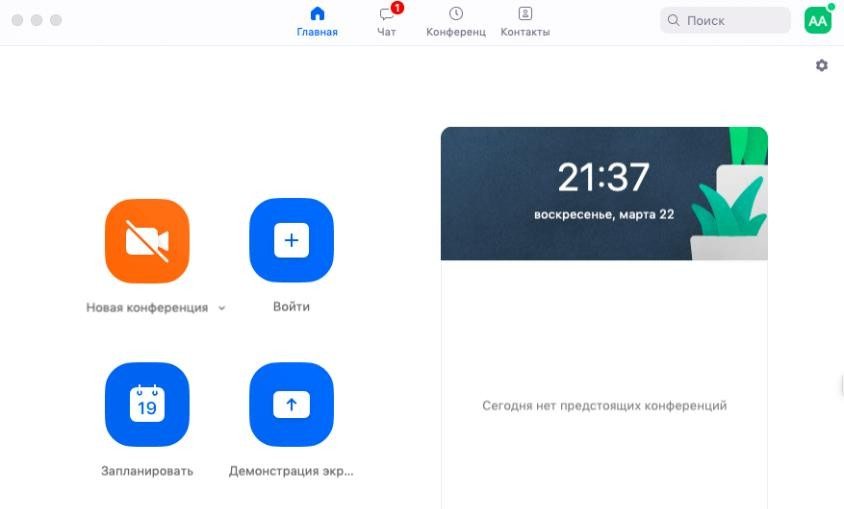 Главная
Чат
1
Конференц
Контакты
Поиск
AA
21:37
воскресенье, марта 22
Новая конференция
Войти
19
Запланировать
Демонстрация экр...
Сегодня нет предстоящих конференций